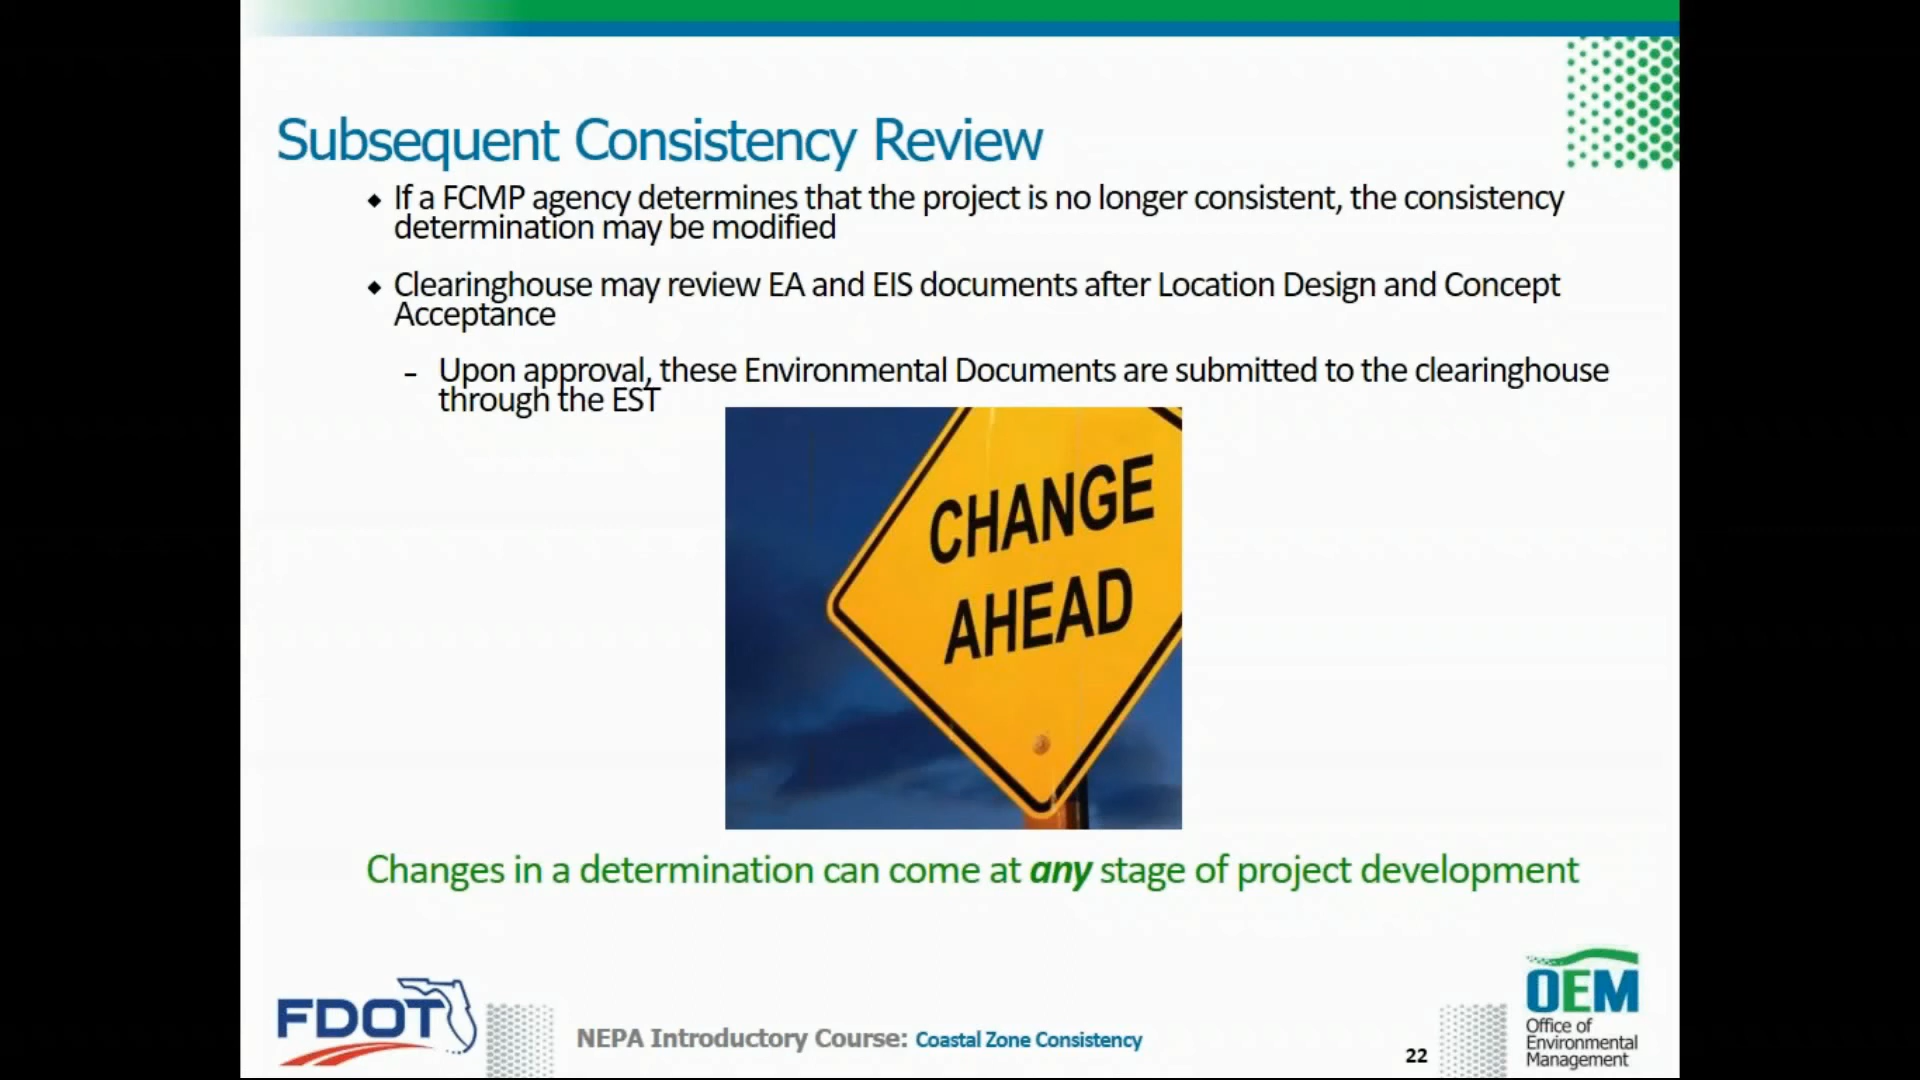 Subsequent Consistency Review
If a FCMP agency determines that the project is no longer consistent, the consistency
determination may be modified
Clearinghouse may review EA and EIS documents after Location Design and Concept
Acceptance
- Upon approval, these Environmental Documents are submitted to the clearinghouse
through the EST
CHANGE
AHEAD
Changes in a determination can come at any stage of project development
FDOT
NEPA Introductory Course: Coastal Zone Consistency
22
OEM
Office of
Environmental
Management